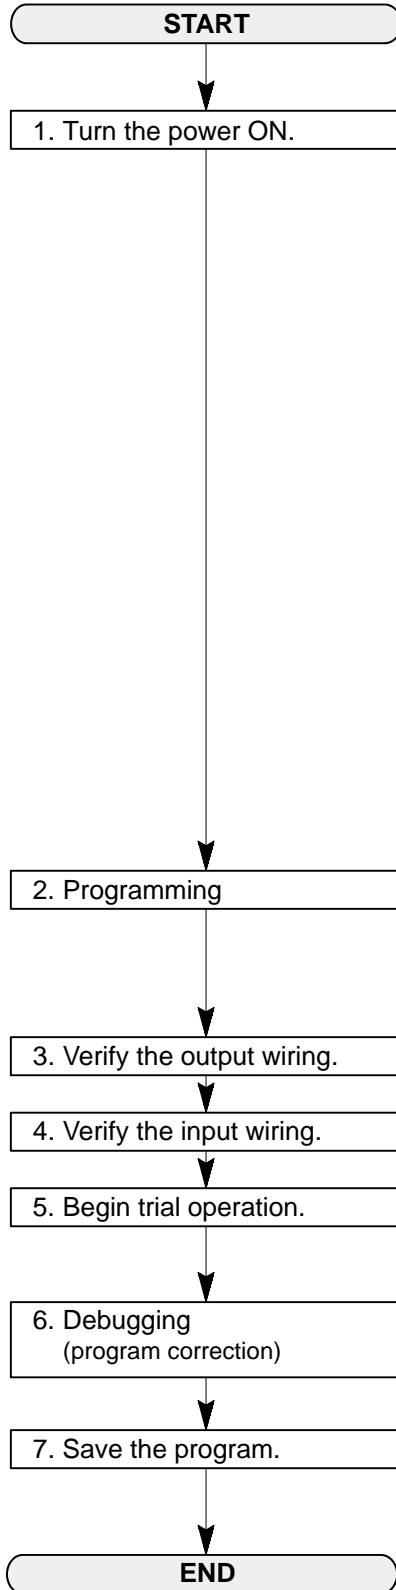 START
1. Turn the power ON.
2. Programming
3. Verify the output wiring.
4. Verify the input wiring.
5. Begin trial operation.
6. Debugging
(program correction)
7. Save the program.
END